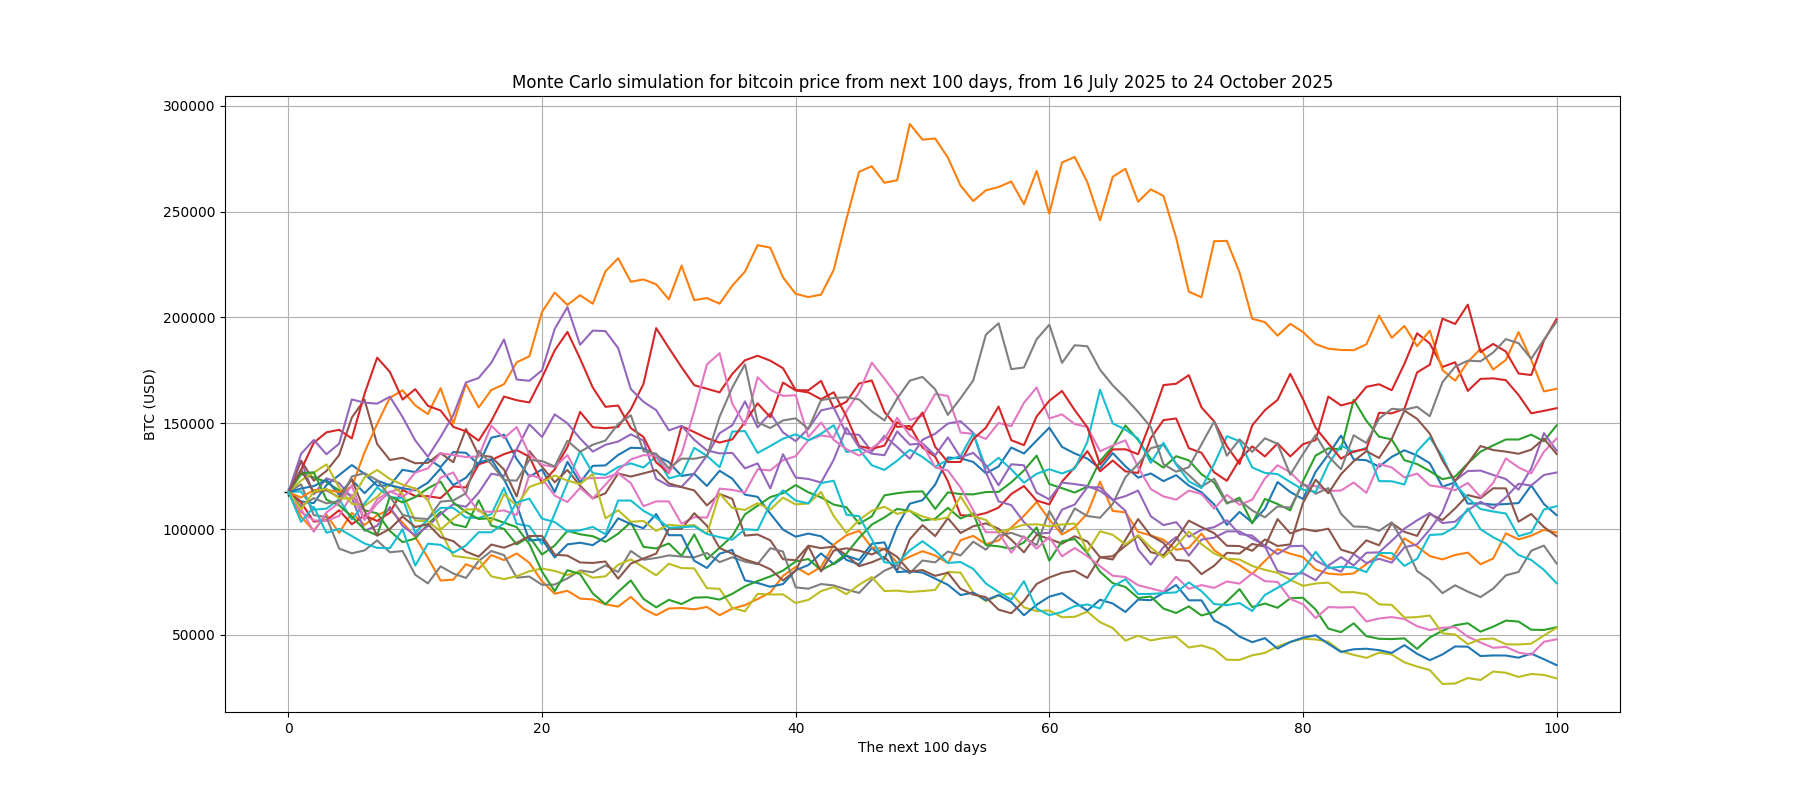 Monte Carlo simulation for bitcoin price from next 100 days, from 16 July 2025 to 24 October 2025
300000
250000
200000
150000
100000
50000
BTC (USD)
0 20 40 60 80 100
The next 100 days